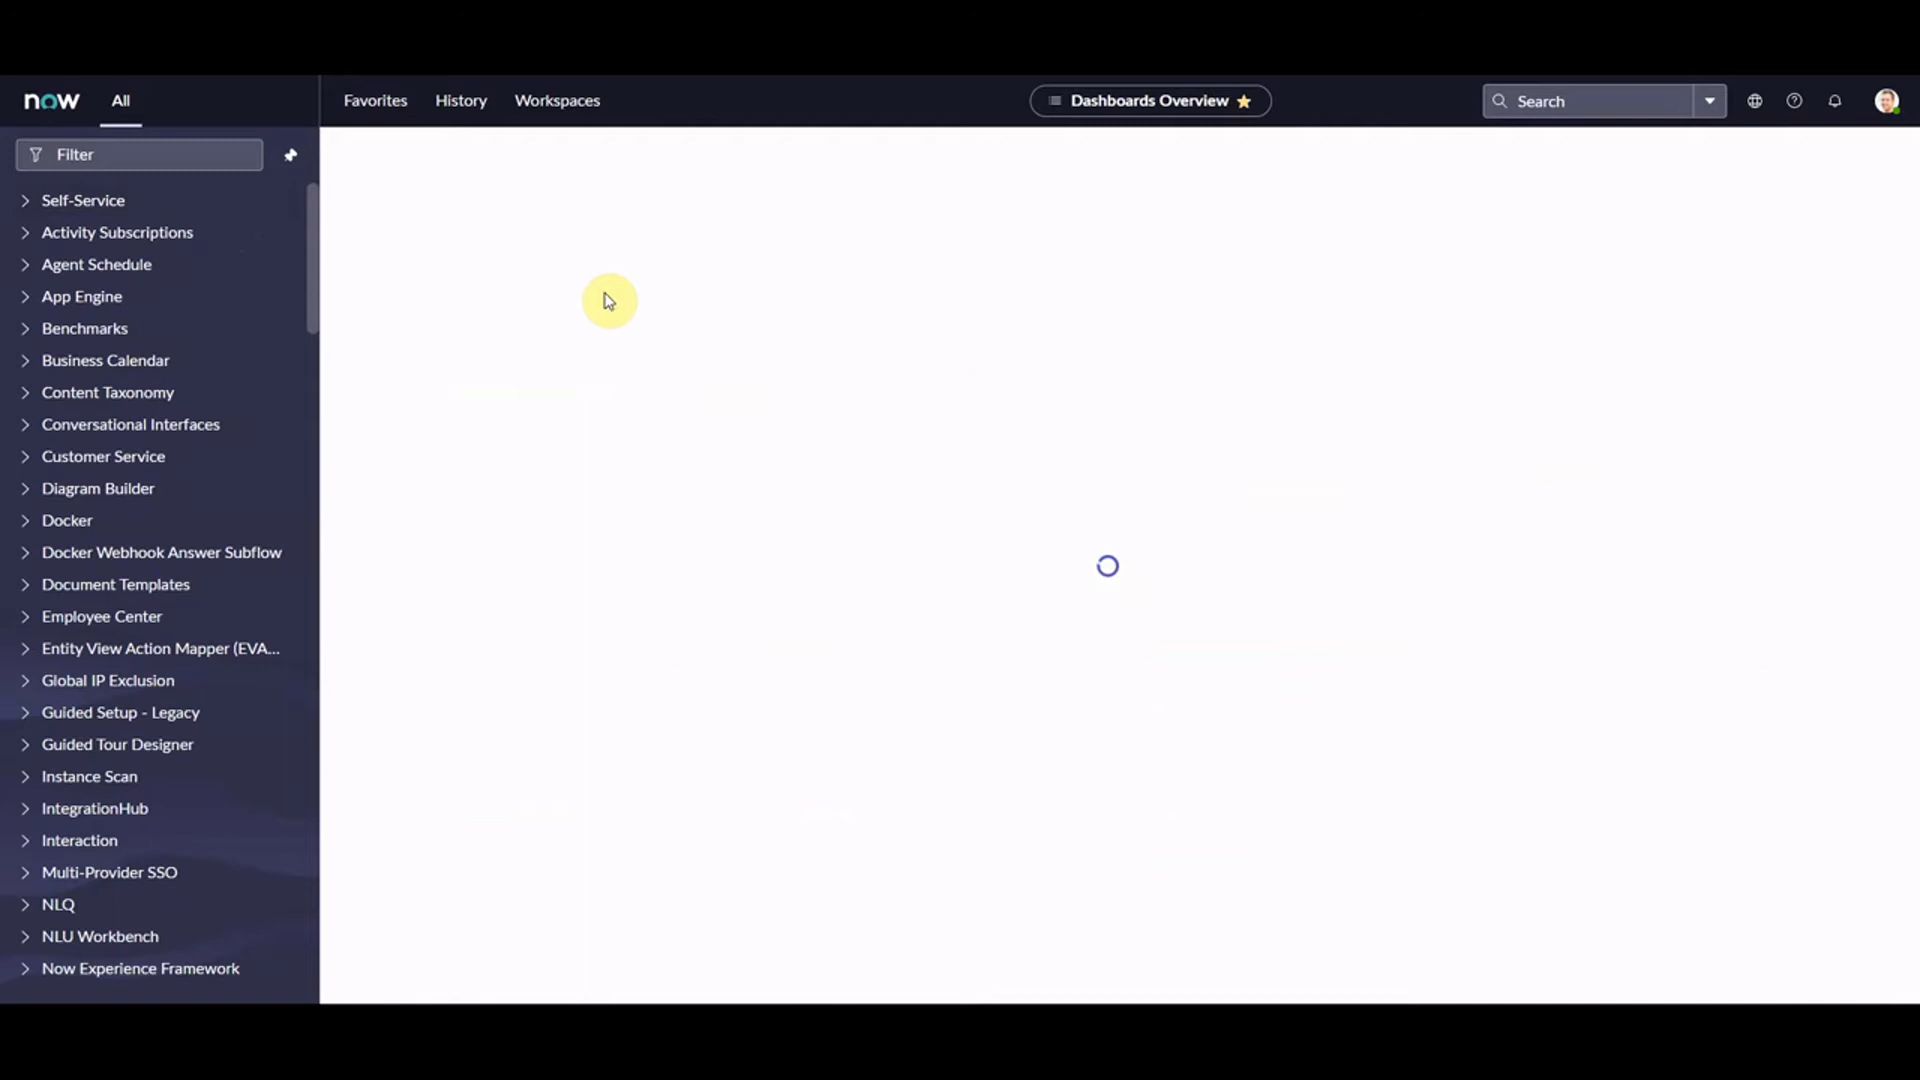 now
All
Favorites
History
Workspaces
Dashboards Overview
Search
Filter
Self-Service
Activity Subscriptions
Agent Schedule
App Engine
Benchmarks
Business Calendar
Content Taxonomy
Conversational Interfaces
Customer Service
Diagram Builder
Docker
Docker Webhook Answer Subflow
Document Templates
Employee Center
Entity View Action Mapper (EVA...
Global IP Exclusion
Guided Setup - Legacy
Guided Tour Designer
Instance Scan
IntegrationHub
Interaction
Multi-Provider SSO
NLQ
NLU Workbench
Now Experience Framework